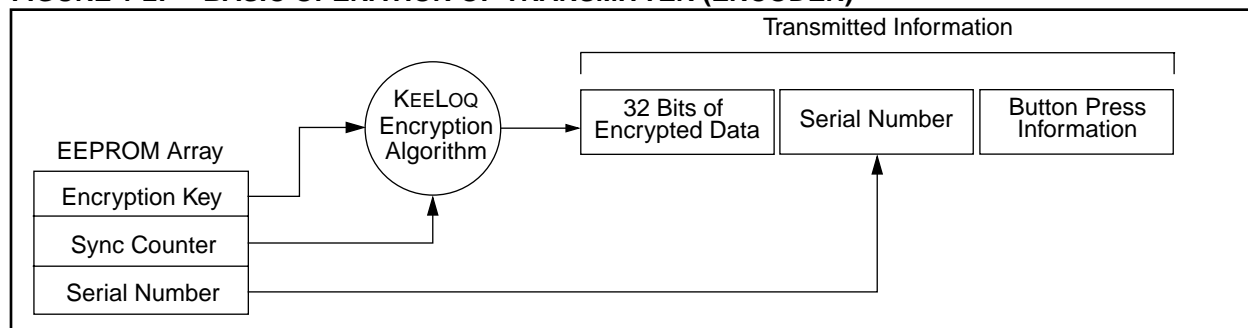 Transmitted Information
KEELOQ
Encryption
Algorithm
32 Bits of
Encrypted Data
Serial Number
Button Press
Information
EEPROM Array
Encryption Key
Sync Counter
Serial Number